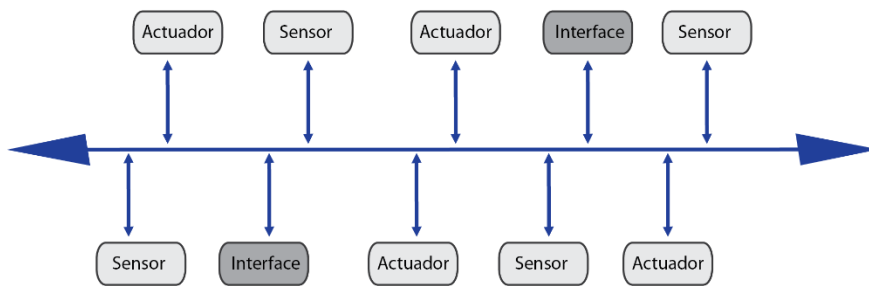 Actuador
Sensor
Actuador
Interface
Sensor
Sensor
Interface
Actuador
Sensor
Actuador